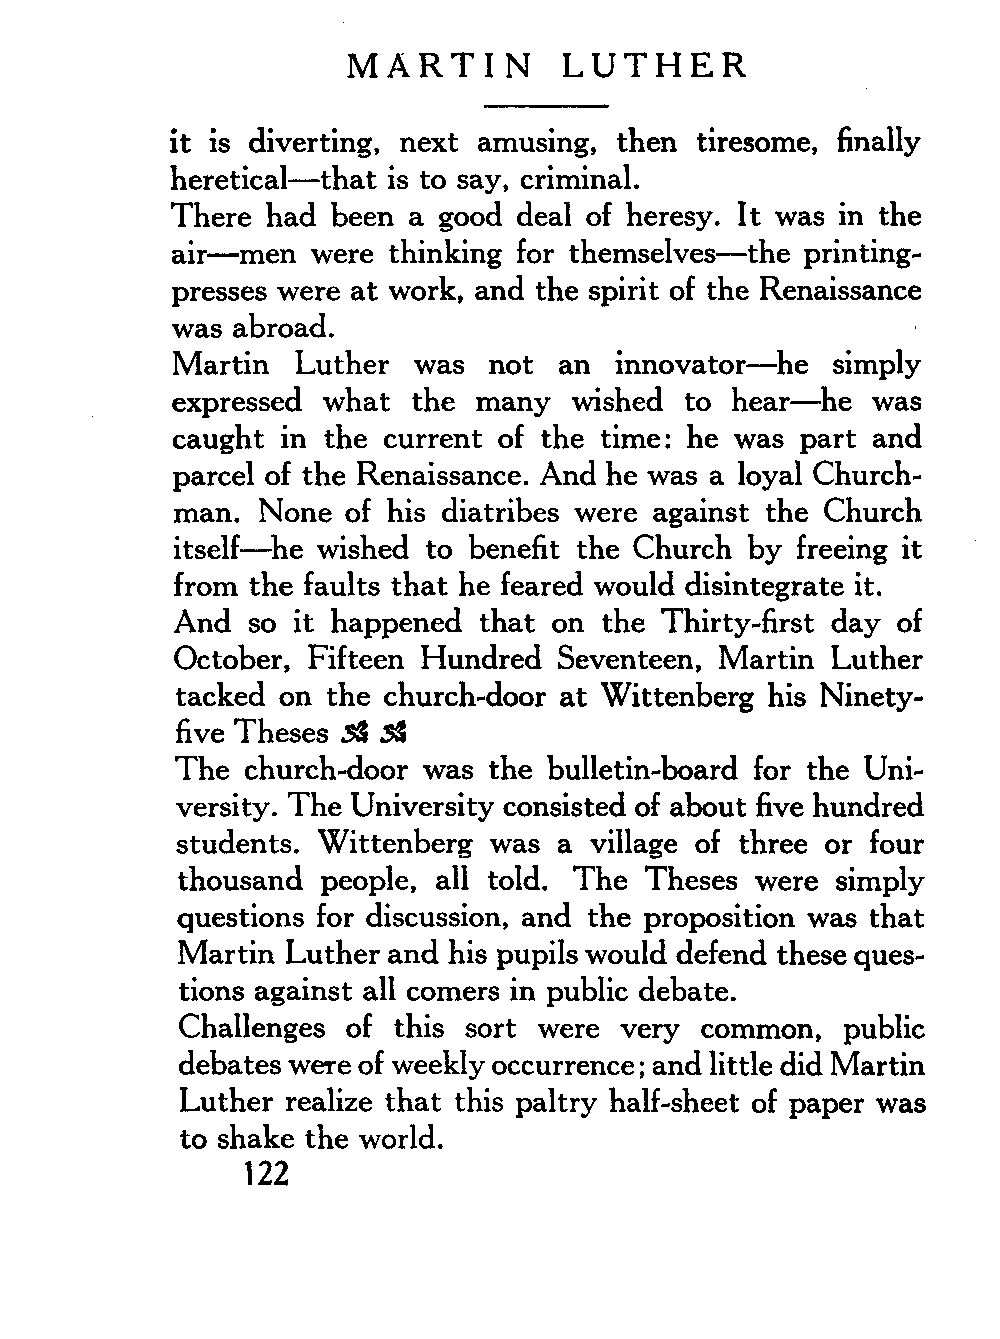 MARTIN LUTHER
it is diverting, next amusing, then tiresome, finally
heretical—that is to say, criminal.
There had been a good deal of heresy. It was in the
air—men were thinking for themselves—the printing-
presses were at work, and the spirit of the Renaissance
was abroad.
Martin Luther was not an innovator—he simply
expressed what the many wished to hear—he was
caught in the current of the time: he was part and
parcel of the Renaissance. And he was a loyal Church-
man. None of his diatribes were against the Church
itself—he wished to benefit the Church by freeing it
from the faults that he feared would disintegrate it.
And so it happened that on the Thirty-first day of
October, Fifteen Hundred Seventeen, Martin Luther
tacked on the church-door at Wittenberg his Ninety-
five Theses
The church-door was the bulletin-board for the Uni-
versity. The University consisted of about five hundred
students. Wittenberg was a village of three or four
thousand people, all told. The Theses were simply
questions for discussion, and the proposition was that
Martin Luther and his pupils would defend these ques-
tions against all comers in public debate.
Challenges of this sort were very common, public
debates were of weekly occurrence; and little did Martin
Luther realize that this paltry half-sheet of paper was
to shake the world.
122